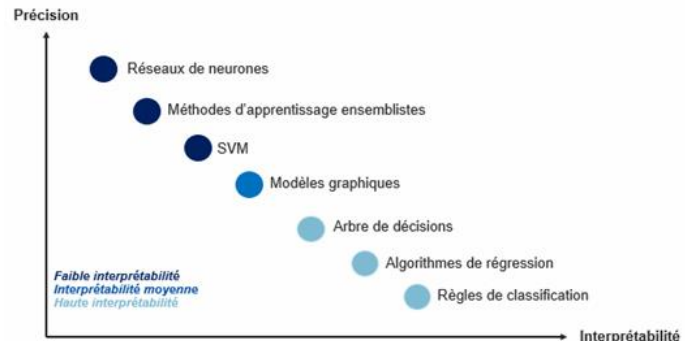 Précision
Réseaux de neurones
Méthodes d'apprentissage ensemblistes
SVM
Modèles graphiques
Arbre de décisions
Algorithmes de régression
Règles de classification
Faible interprétabilité
Interprétabilité moyenne
Haute interprétabilité
Interprétabilité